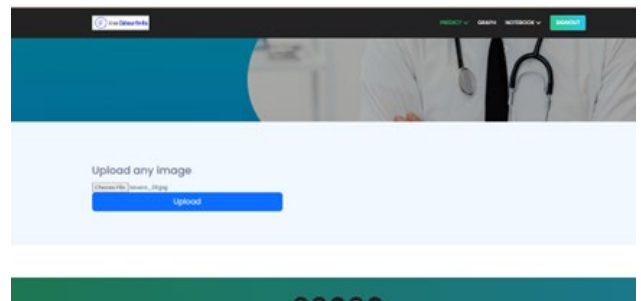 PREDICT GRAPH NOTEBOOK SIGNOUT
Upload any image
Choose File
Upload